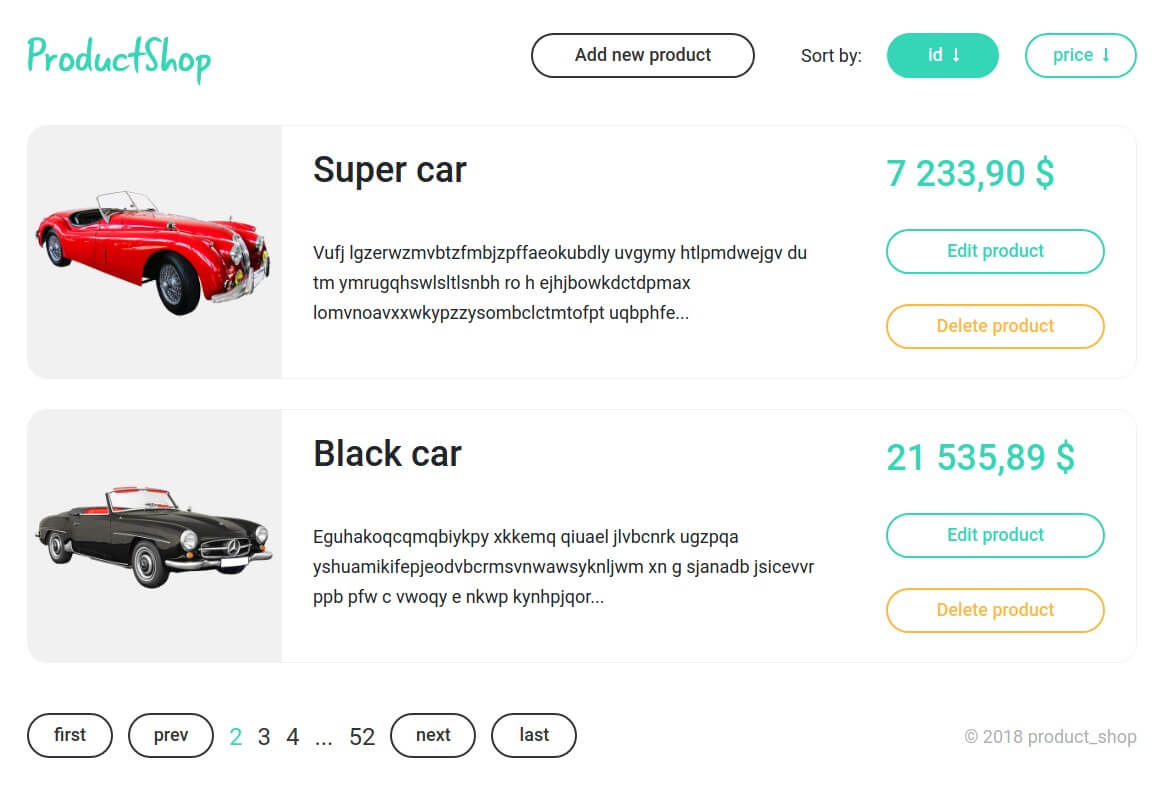 ProductShop
Add new product
Sort by:
id ↓
price ↓
Super car
7 233,90 $
Vufj lgzerwzmvbtzfmbjzpffaeokubdly uvgymy htlpmdwejgv du
tm ymrugqhswlsltlsnbh ro h ejhjbowkdctdpmax
lomvnoavxxwkypzzysombclctmtofpt uqbphfe...
Edit product
Delete product
Black car
21 535,89 $
Eguhakoqcqmqbiykpy xkkemq qiuael jlvbcnrk ugzpqa
yshuamikifepjeodvbcrmsvnwawsyknljwm xn g sjanadb jsicevvr
ppb pfw c vwoqy e nkwp kynhpjqor...
Edit product
Delete product
first prev 2 3 4 ... 52 next last
© 2018 product_shop